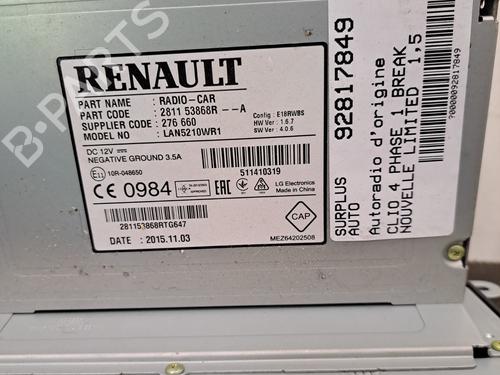 RENAULT
PART NAME : RADIO-CAR
PART CODE : 2811 53868R --A
SUPPLIER CODE : 276 660
MODEL NO : LAN5210WR1
Config : E18RWBS
HW Ver : 1.6.7
SW Ver : 4.0.6
DC 12V
NEGATIVE GROUND 3.5A
E11 10R-048650
511410319
CE 0984
EAC
LG Electronics
Made in China
281153868RTG647
DATE : 2015.11.03
CAP
MEZ64202508
92817849
SURPLUS
AUTO
Autoradio d'origine
CLIO 4 PHASE 1 BREAK
NOUVELLE LIMITED 1,5
?0000092817849
B-PARTS